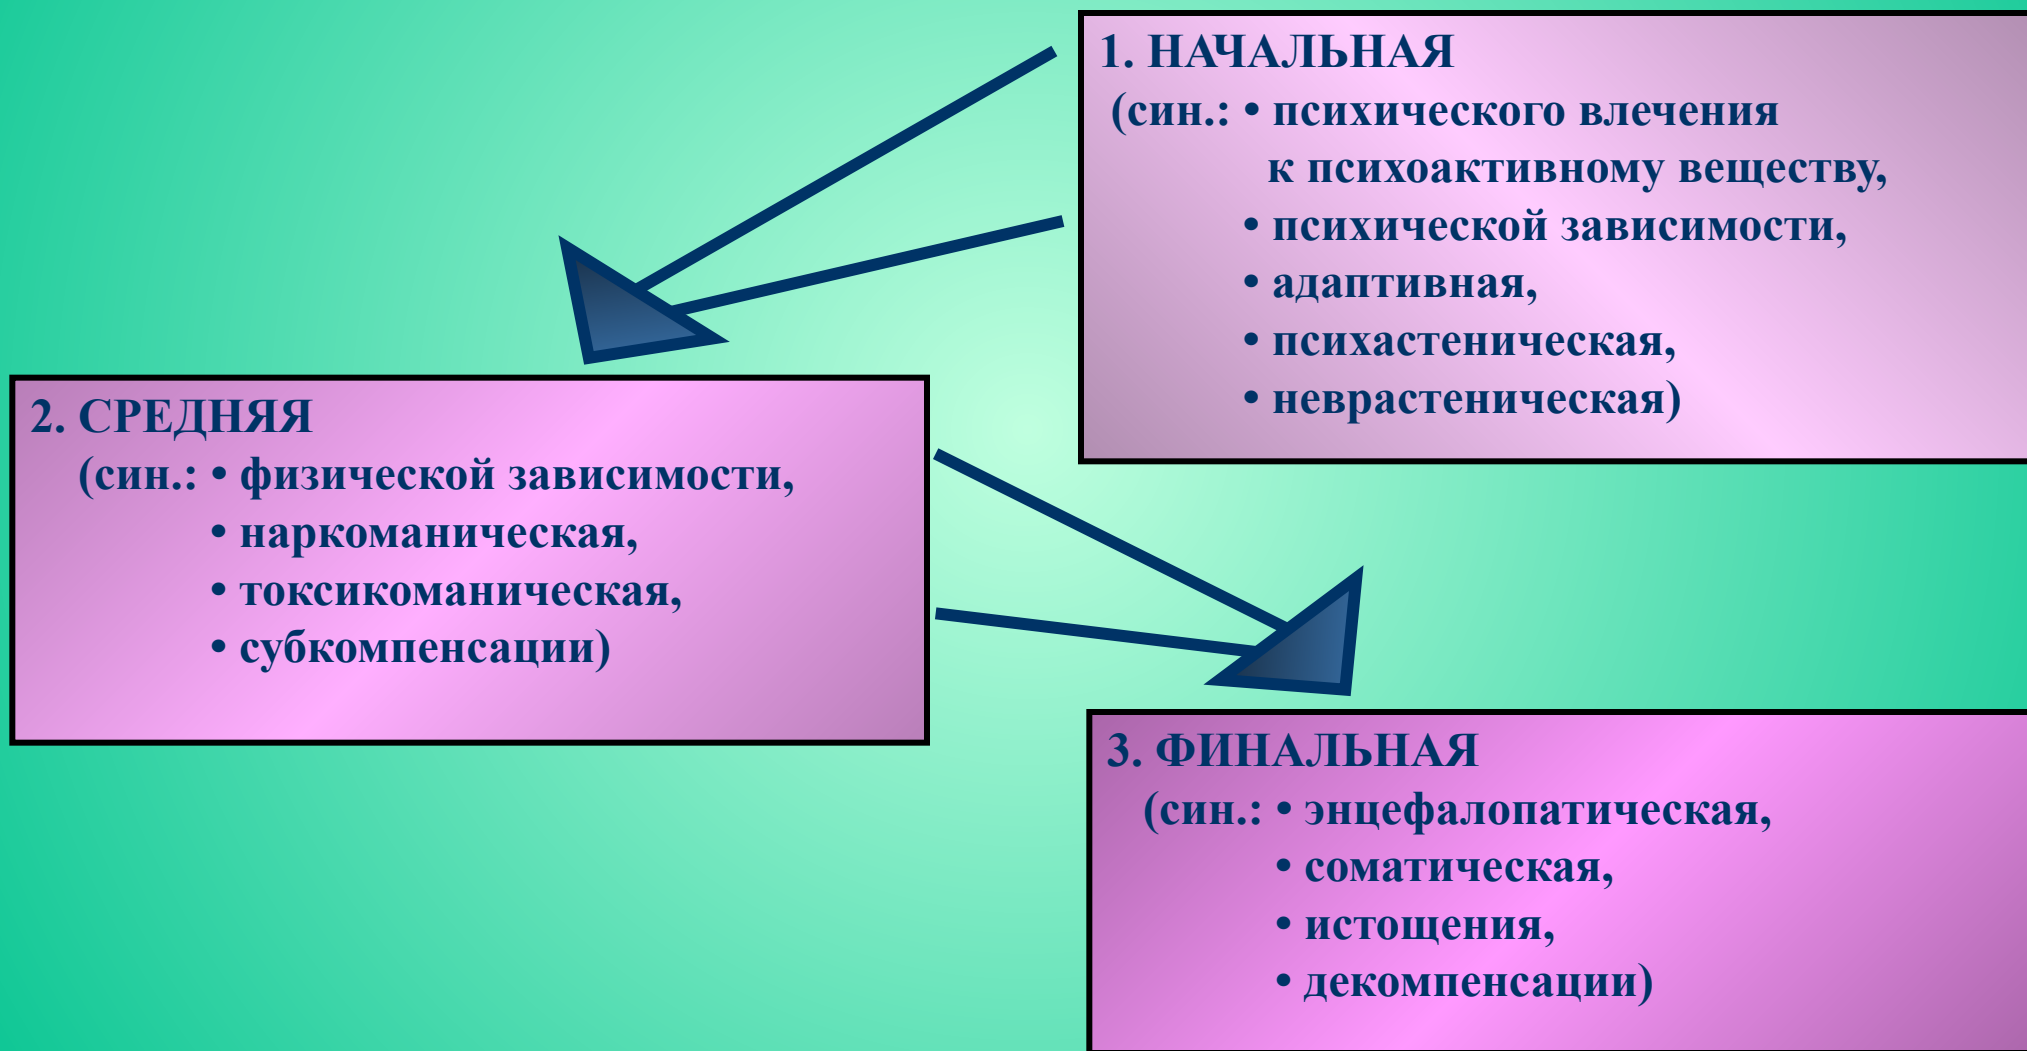 1. НАЧАЛЬНАЯ
(син.: • психического влечения
к психоактивному веществу,
• психической зависимости,
• адаптивная,
• психастеническая,
• неврастеническая)
2. СРЕДНЯЯ
(син.: • физической зависимости,
• наркоманическая,
• токсикоманическая,
• субкомпенсации)
3. ФИНАЛЬНАЯ
(син.: • энцефалопатическая,
• соматическая,
• истощения,
• декомпенсации)